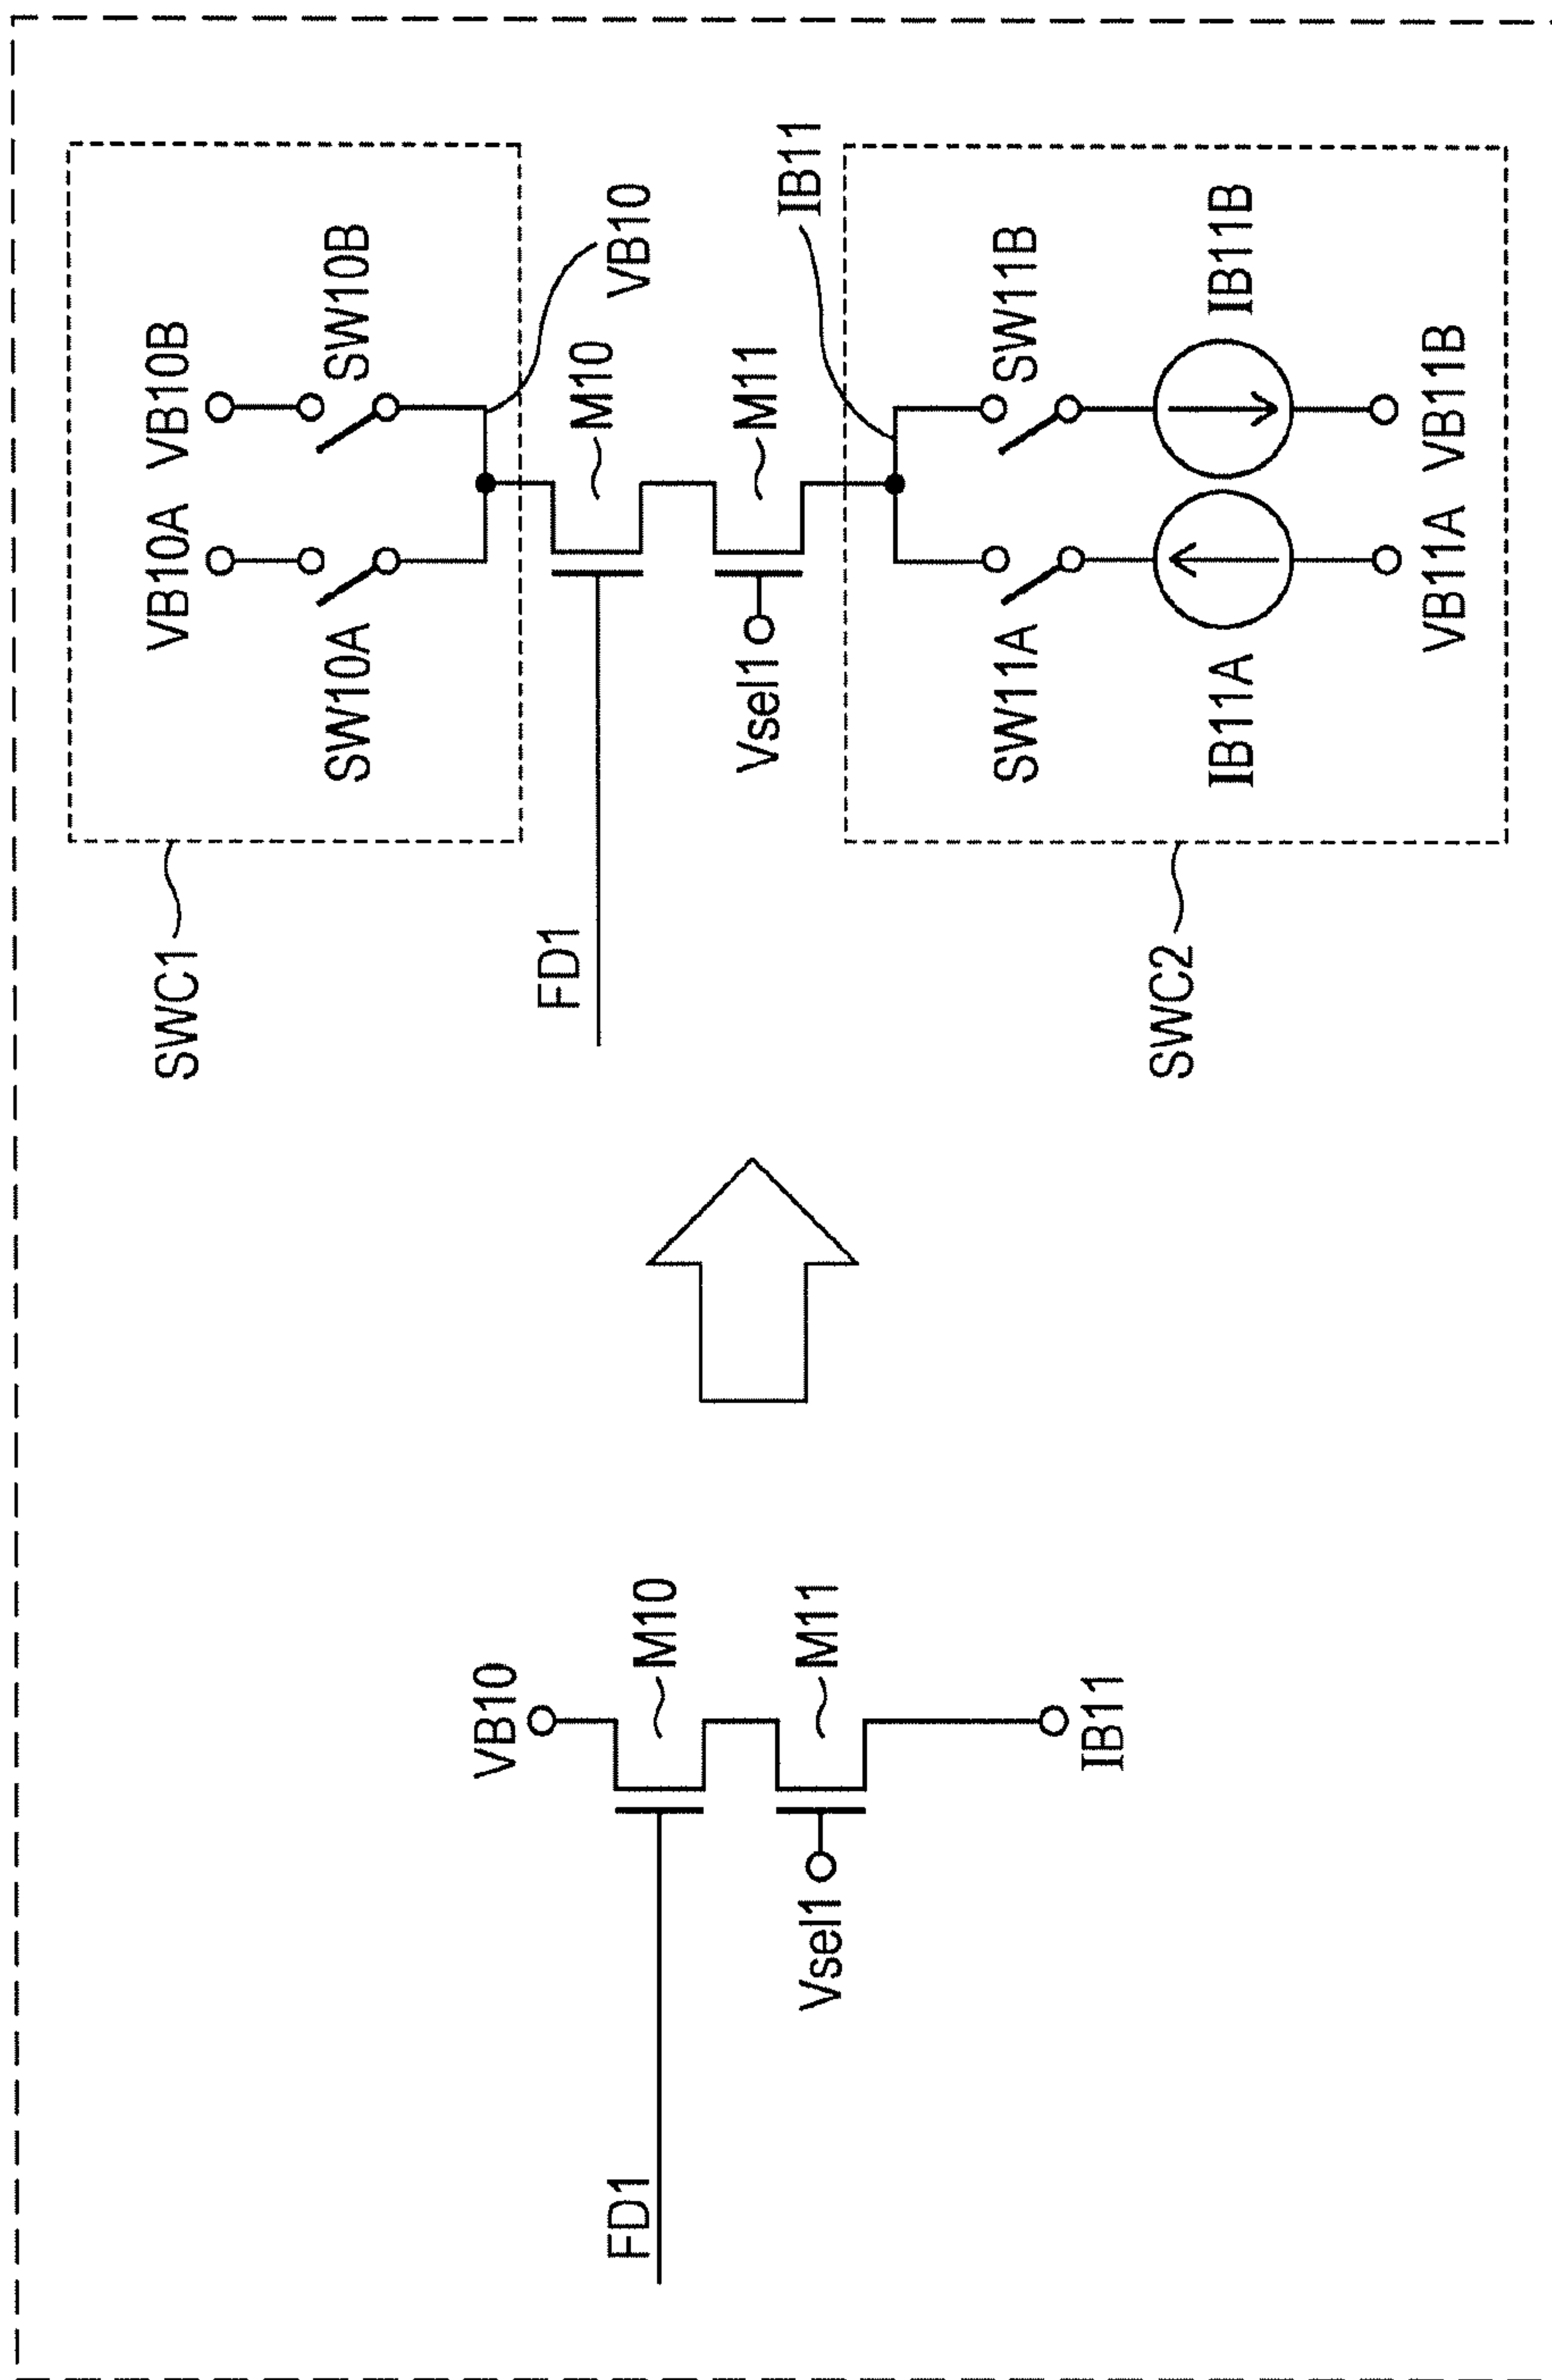 VB10
M10
M11
FD1
Vsel1
IB11
SWC1
VB10A
VB10B
SW10A
SW10B
VB10
FD1
M10
M11
Vsel1
IB11
SWC2
SW11A
SW11B
IB11A
IB11B
VB11A
VB11B